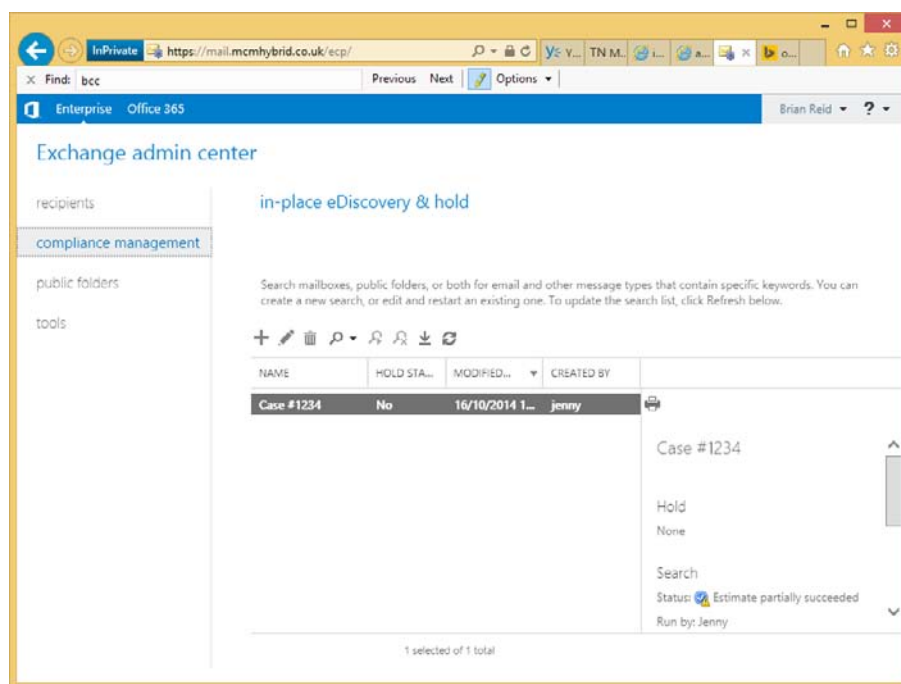 InPrivate https://mail.mcmhybrid.co.uk/ecp/ Y... TN M... i... a... o...
Find: bcc Previous Next Options
Enterprise Office 365 Brian Reid ?
Exchange admin center
recipients
compliance management
public folders
tools
in-place eDiscovery & hold
Search mailboxes, public folders, or both for email and other message types that contain specific keywords. You can
create a new search, or edit and restart an existing one. To update the search list, click Refresh below.
NAME HOLD STA... MODIFIED... CREATED BY
Case #1234 No 16/10/2014 1... jenny
Case #1234
Hold
None
Search
Status: Estimate partially succeeded
Run by: Jenny
1 selected of 1 total